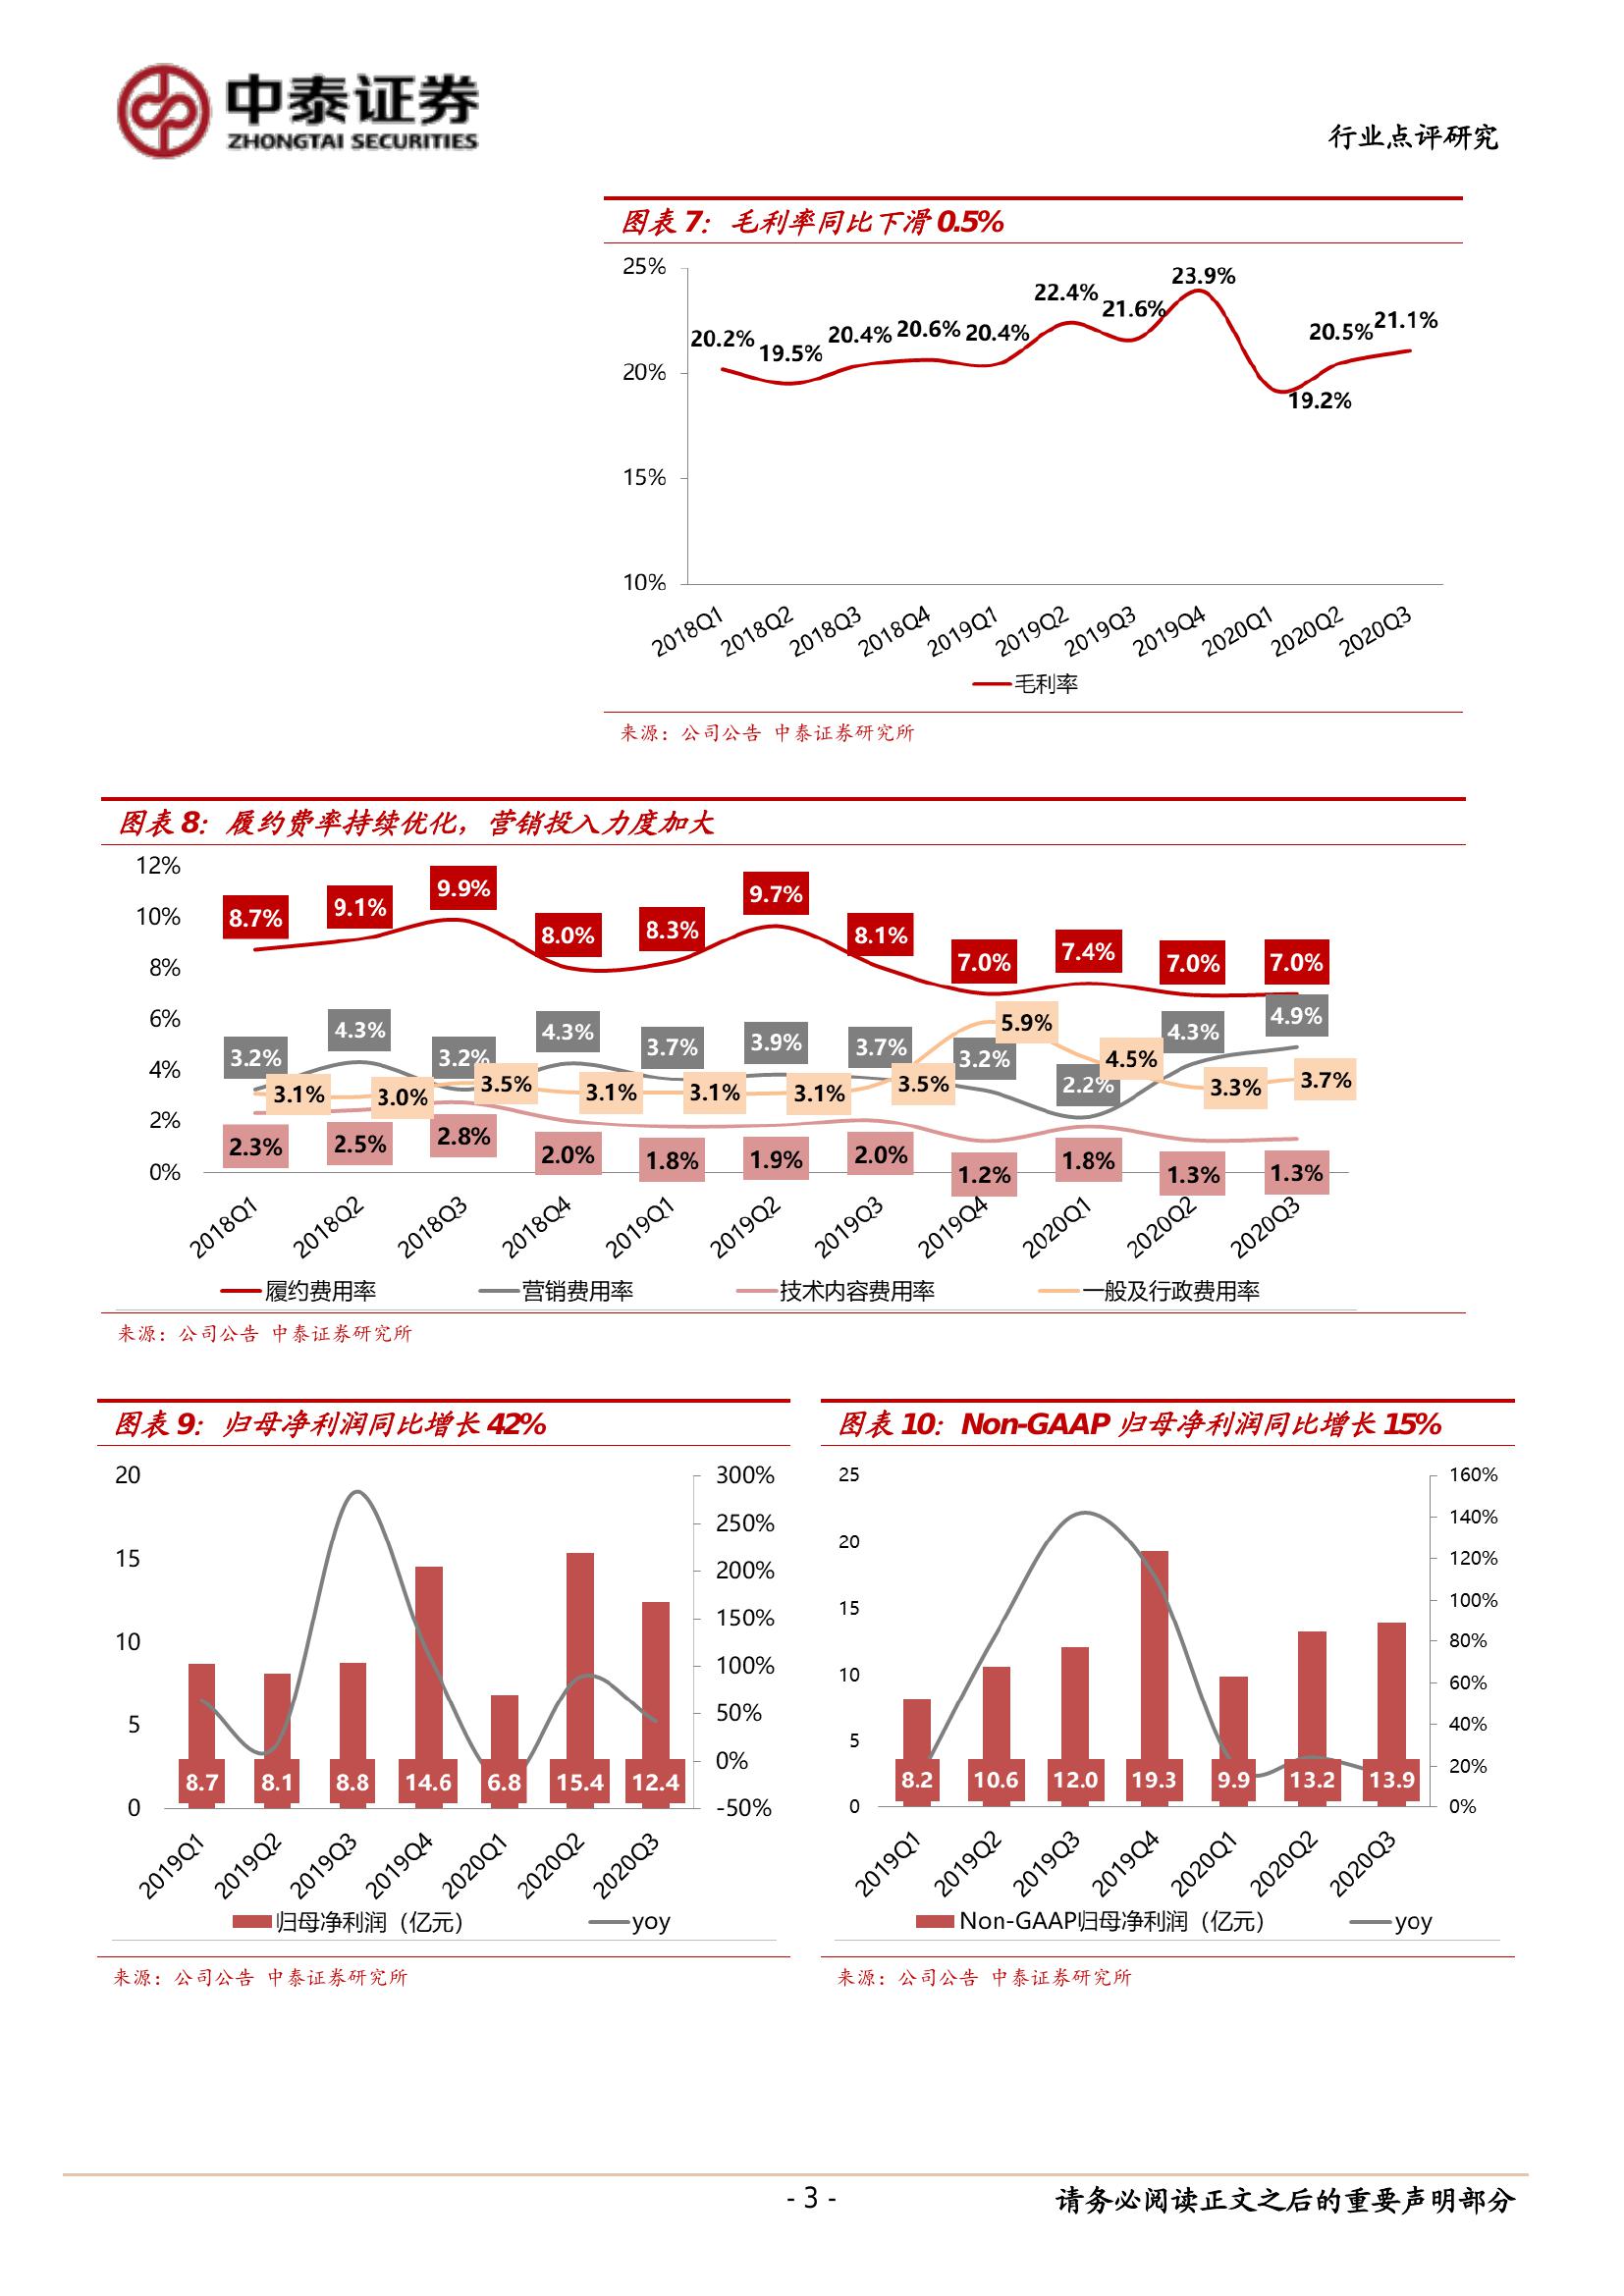 中泰证券
ZHONGTAI SECURITIES
行业点评研究
图表 7：毛利率同比下滑 0.5%
25%
20%
15%
10%
20.2%
19.5%
20.4%
20.6%
20.4%
22.4%
21.6%
23.9%
19.2%
20.5%
21.1%
2018Q1
2018Q2
2018Q3
2018Q4
2019Q1
2019Q2
2019Q3
2019Q4
2020Q1
2020Q2
2020Q3
毛利率
来源：公司公告 中泰证券研究所
图表 8：履约费率持续优化，营销投入力度加大
12%
10%
8%
6%
4%
2%
0%
8.7%
9.1%
9.9%
8.0%
8.3%
9.7%
8.1%
7.0%
7.4%
7.0%
7.0%
3.2%
4.3%
3.2%
4.3%
3.7%
3.9%
3.7%
3.2%
2.2%
4.3%
4.9%
3.1%
3.0%
3.5%
3.1%
3.1%
3.1%
3.5%
5.9%
4.5%
3.3%
3.7%
2.3%
2.5%
2.8%
2.0%
1.8%
1.9%
2.0%
1.2%
1.8%
1.3%
1.3%
2018Q1
2018Q2
2018Q3
2018Q4
2019Q1
2019Q2
2019Q3
2019Q4
2020Q1
2020Q2
2020Q3
履约费用率
营销费用率
技术内容费用率
一般及行政费用率
来源：公司公告 中泰证券研究所
图表 9：归母净利润同比增长 42%
20
15
10
5
0
300%
250%
200%
150%
100%
50%
0%
-50%
8.7
8.1
8.8
14.6
6.8
15.4
12.4
2019Q1
2019Q2
2019Q3
2019Q4
2020Q1
2020Q2
2020Q3
归母净利润（亿元）
yoy
来源：公司公告 中泰证券研究所
图表 10：Non-GAAP 归母净利润同比增长 15%
25
20
15
10
5
0
160%
140%
120%
100%
80%
60%
40%
20%
0%
8.2
10.6
12.0
19.3
9.9
13.2
13.9
2019Q1
2019Q2
2019Q3
2019Q4
2020Q1
2020Q2
2020Q3
Non-GAAP归母净利润（亿元）
yoy
来源：公司公告 中泰证券研究所
- 3 -
请务必阅读正文之后的重要声明部分